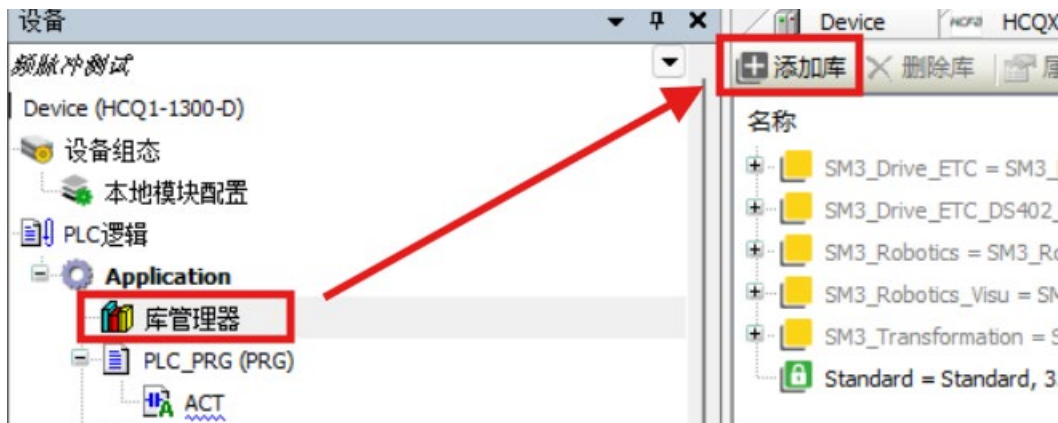 设备
频脉冲测试
Device (HCQ1-1300-D)
设备组态
本地模块配置
PLC逻辑
Application
库管理器
PLC_PRG (PRG)
ACT
Device HCFA HCQX
添加库 删除库
名称
SM3_Drive_ETC = SM3_
SM3_Drive_ETC_DS402_
SM3_Robotics = SM3_Ro
SM3_Robotics_Visu = SM
SM3_Transformation = S
Standard = Standard, 3.